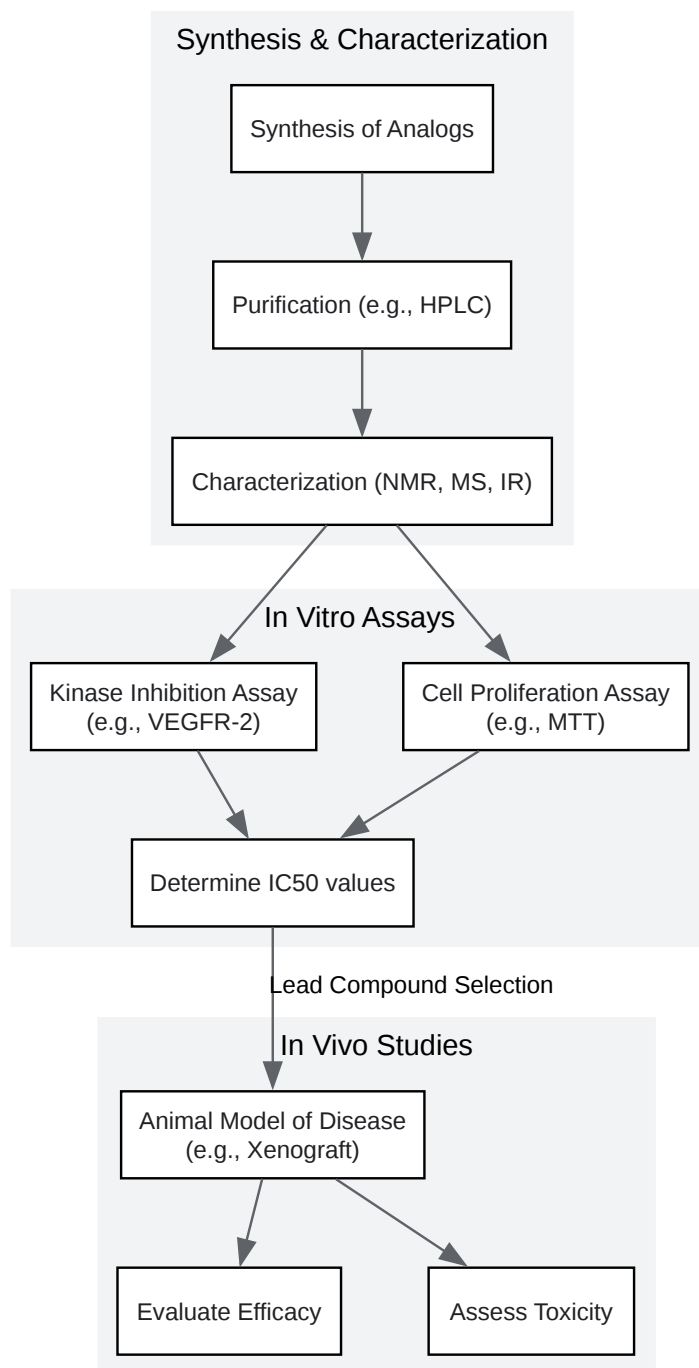 Synthesis & Characterization
Synthesis of Analogs
Purification (e.g., HPLC)
Characterization (NMR, MS, IR)
In Vitro Assays
Kinase Inhibition Assay
(e.g., VEGFR-2)
Cell Proliferation Assay
(e.g., MTT)
Determine IC50 values
Lead Compound Selection
In Vivo Studies
Animal Model of Disease
(e.g., Xenograft)
Evaluate Efficacy
Assess Toxicity